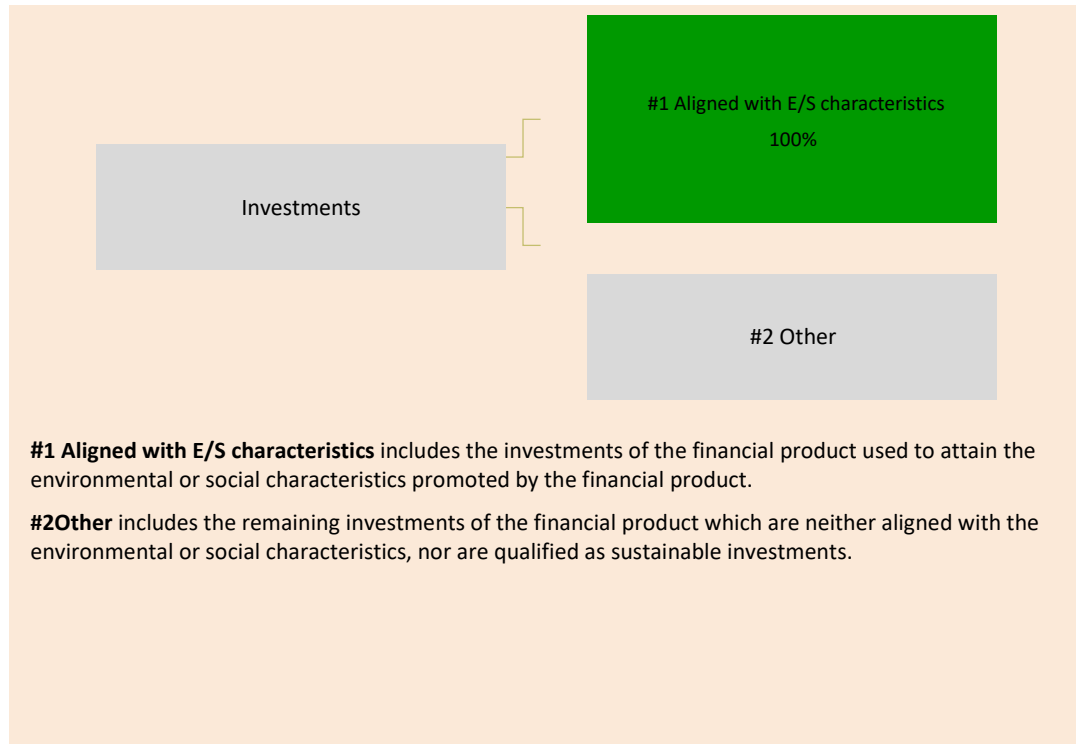 #1 Aligned with E/S characteristics
100%
Investments
#2 Other
#1 Aligned with E/S characteristics includes the investments of the financial product used to attain the
environmental or social characteristics promoted by the financial product.
#2Other includes the remaining investments of the financial product which are neither aligned with the
environmental or social characteristics, nor are qualified as sustainable investments.